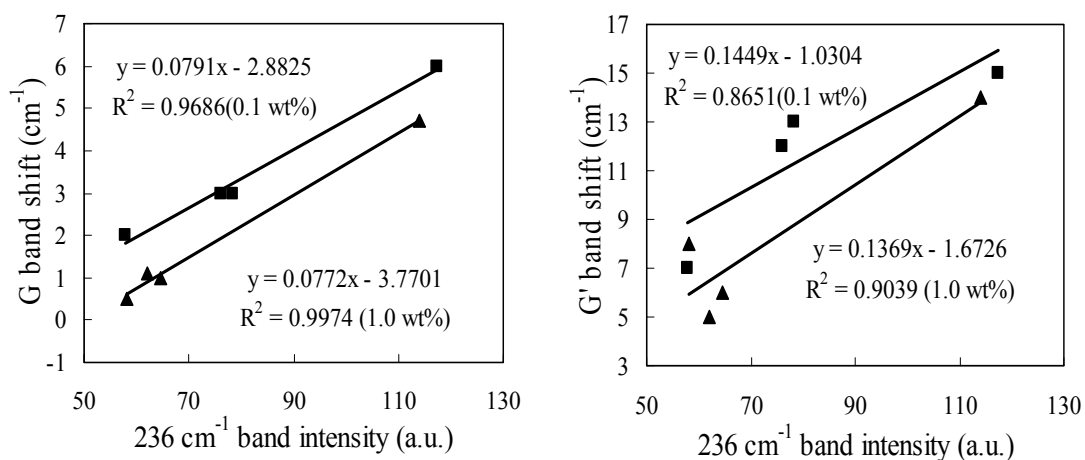 7
6
5
4
3
2
1
0
-1
G band shift (cm⁻¹)
y = 0.0791x - 2.8825
R² = 0.9686(0.1 wt%)
y = 0.0772x - 3.7701
R² = 0.9974 (1.0 wt%)
50 70 90 110 130
236 cm⁻¹ band intensity (a.u.)
17
15
13
11
9
7
5
3
G' band shift (cm⁻¹)
y = 0.1449x - 1.0304
R² = 0.8651(0.1 wt%)
y = 0.1369x - 1.6726
R² = 0.9039 (1.0 wt%)
50 70 90 110 130
236 cm⁻¹ band intensity (a.u.)